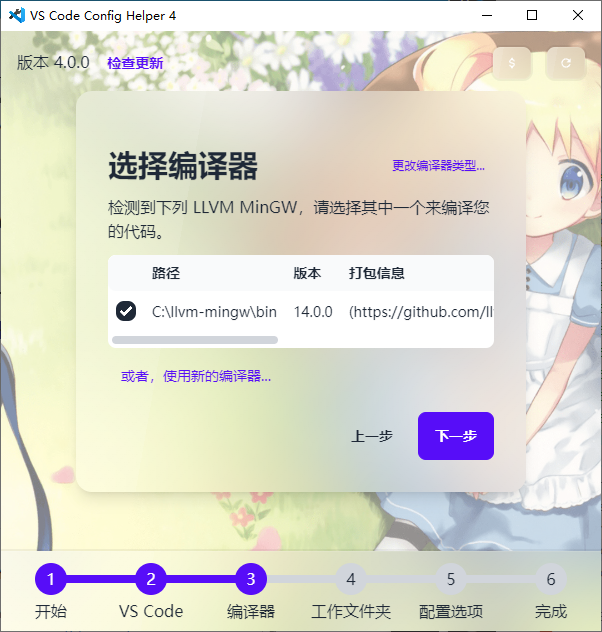 VS Code Config Helper 4
版本 4.0.0 检查更新
$
选择编译器
更改编译器类型...
检测到下列 LLVM MinGW，请选择其中一个来编译您
的代码。
路径 版本 打包信息
C:\llvm-mingw\bin 14.0.0 (https://github.com/ll
或者，使用新的编译器...
上一步 下一步
1 2 3 4 5 6
开始 VS Code 编译器 工作文件夹 配置选项 完成